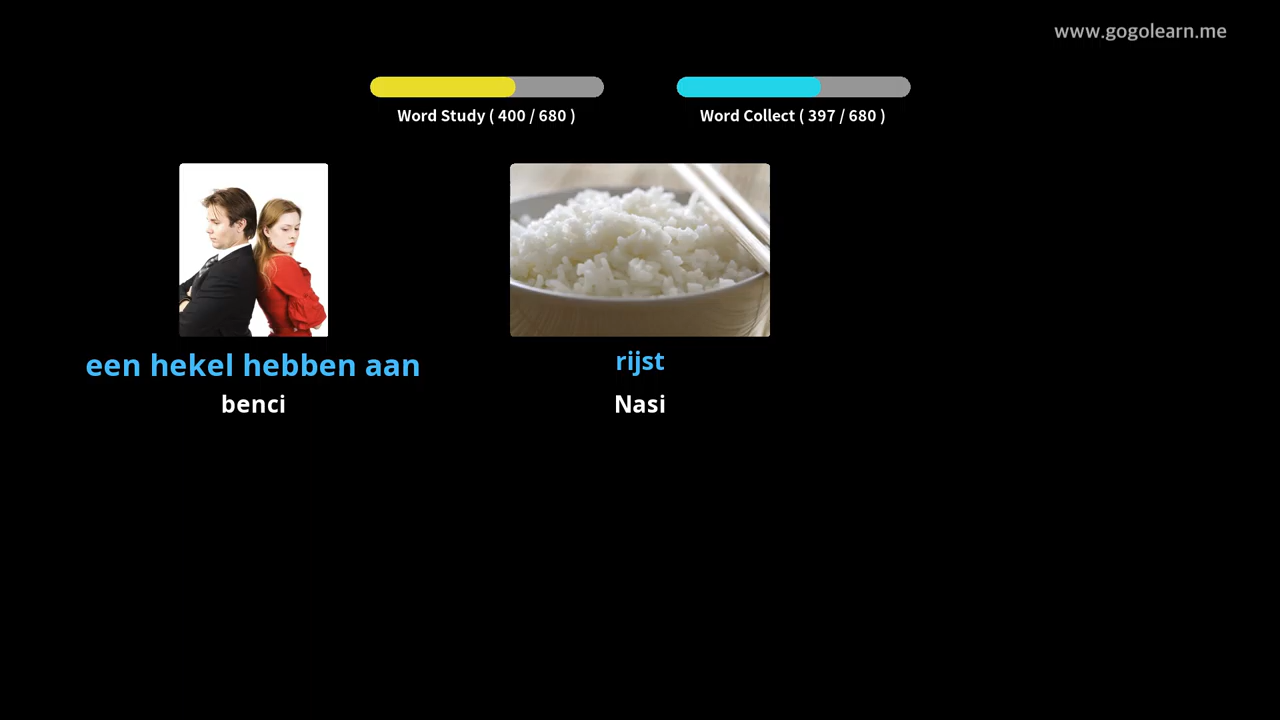 www.gogolearn.me
Word Study ( 400 / 680 )
Word Collect ( 397 / 680 )
een hekel hebben aan
rijst
benci
Nasi